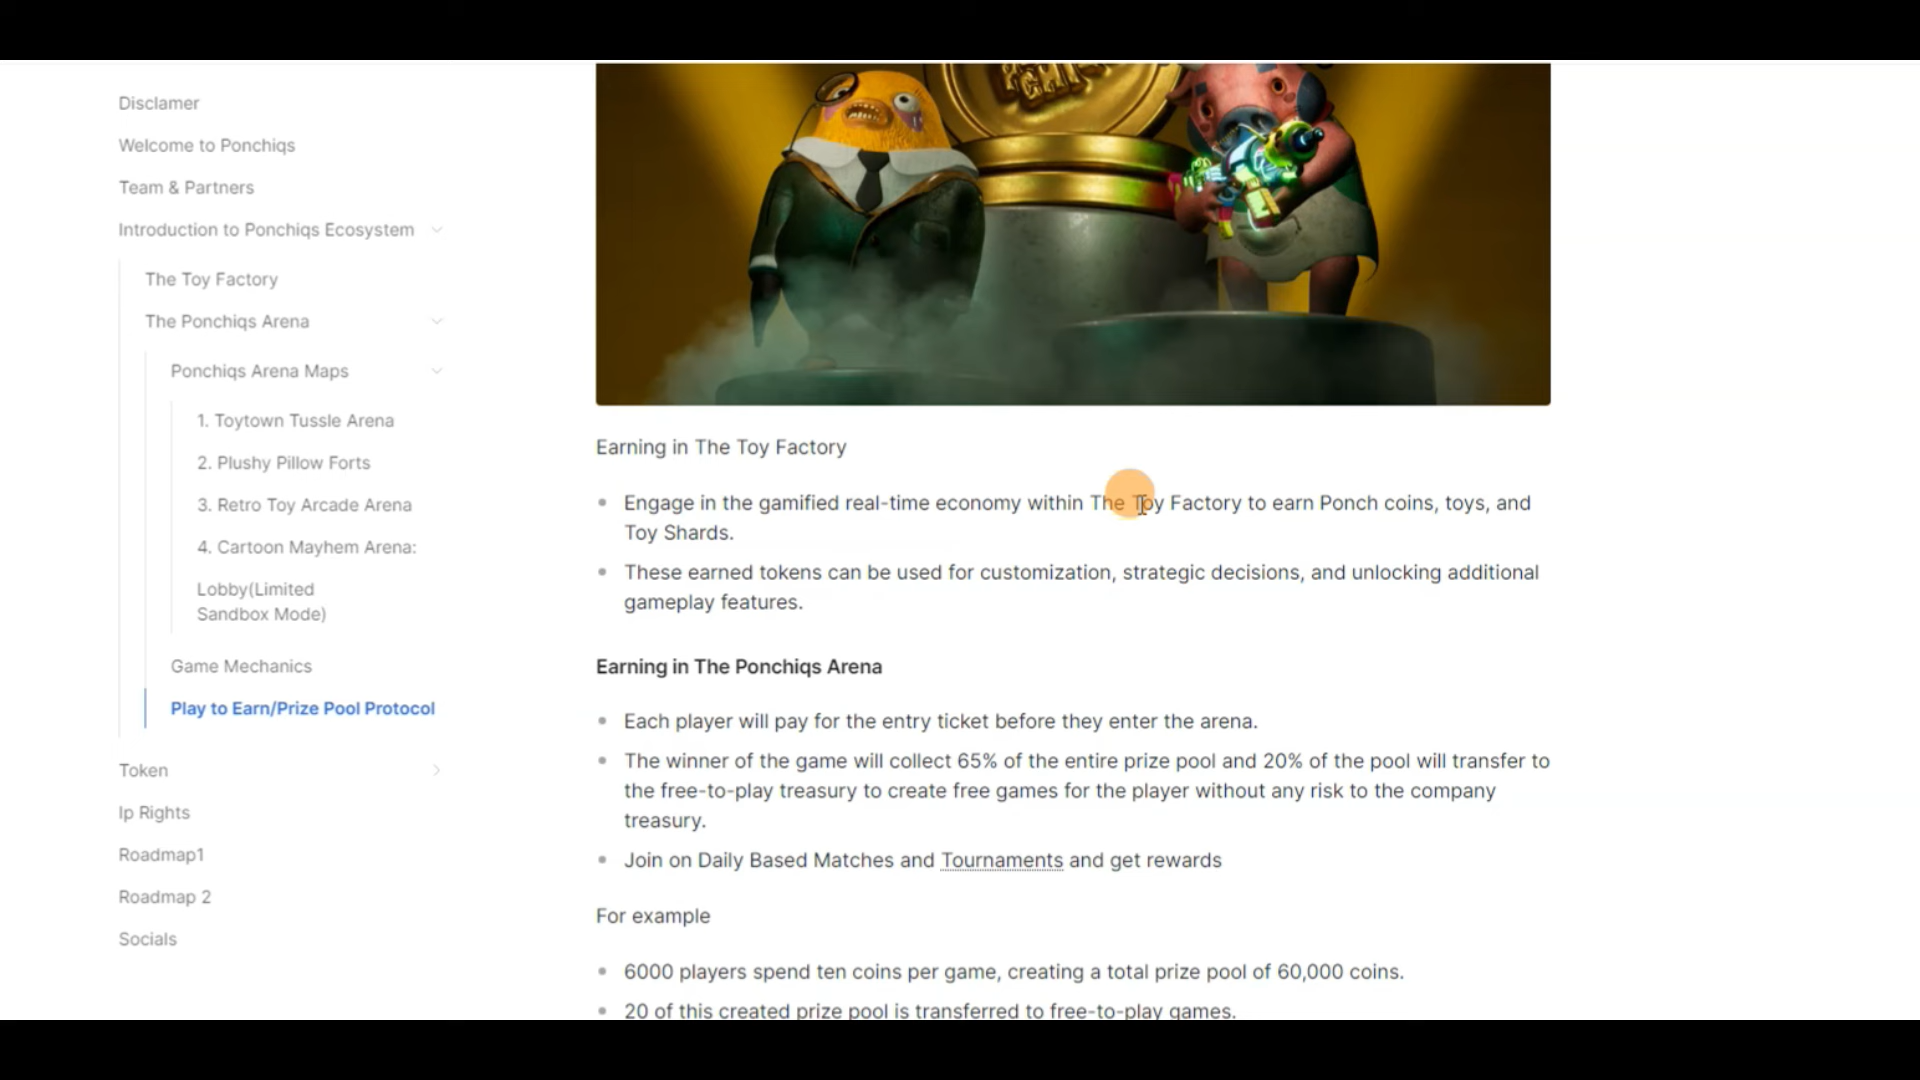 Disclamer
Welcome to Ponchiqs
Team & Partners
Introduction to Ponchiqs Ecosystem
The Toy Factory
The Ponchiqs Arena
Ponchiqs Arena Maps
1. Toytown Tussle Arena
2. Plushy Pillow Forts
3. Retro Toy Arcade Arena
4. Cartoon Mayhem Arena:
Lobby(Limited
Sandbox Mode)
Game Mechanics
Play to Earn/Prize Pool Protocol
Token
Ip Rights
Roadmap1
Roadmap 2
Socials
Earning in The Toy Factory
Engage in the gamified real-time economy within The Toy Factory to earn Ponch coins, toys, and
Toy Shards.
These earned tokens can be used for customization, strategic decisions, and unlocking additional
gameplay features.
Earning in The Ponchiqs Arena
Each player will pay for the entry ticket before they enter the arena.
The winner of the game will collect 65% of the entire prize pool and 20% of the pool will transfer to
the free-to-play treasury to create free games for the player without any risk to the company
treasury.
Join on Daily Based Matches and Tournaments and get rewards
For example
6000 players spend ten coins per game, creating a total prize pool of 60,000 coins.
20 of this created prize pool is transferred to free-to-play games.